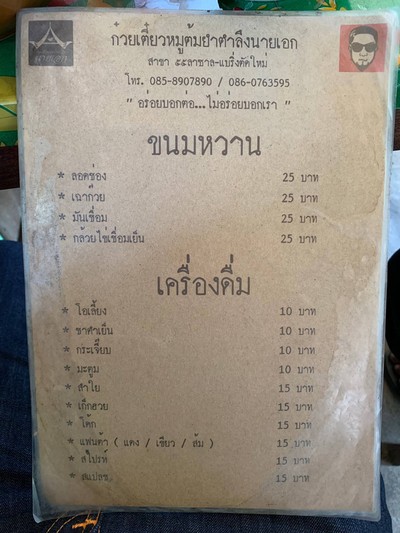 ก๋วยเตี๋ยวหมูต้มยำตำลึงนายเอก
สาขา ๕๕ลาซาล-แบริ่งตัดใหม่
โทร. 085-8907890 / 086-0763595
" อร่อยบอกต่อ...ไม่อร่อยบอกเรา "
ขนมหวาน
* ลอดช่อง 25 บาท
* เฉาก๊วย 25 บาท
* มันเชื่อม 25 บาท
* กล้วยไข่เชื่อมเย็น 25 บาท
เครื่องดื่ม
* โอเลี้ยง 10 บาท
* ชาดำเย็น 10 บาท
* กระเจี๊ยบ 10 บาท
* มะตูม 10 บาท
* ลำไย 15 บาท
* เก๊กฮวย 15 บาท
* โค้ก 15 บาท
* แฟนต้า ( แดง / เขียว / ส้ม ) 15 บาท
* สไปรท์ 15 บาท
* สแปลช 15 บาท